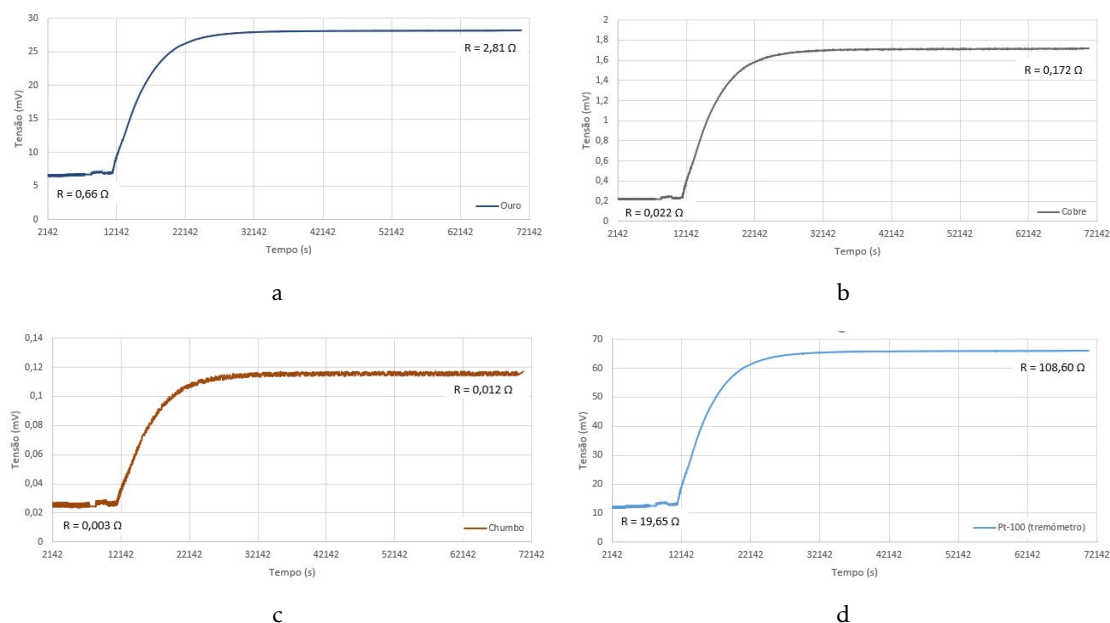 30
25
20
15
10
5
0
Tensão (mV)
R = 2,81 Ω
R = 0,66 Ω
Ouro
2142 12142 22142 32142 42142 52142 62142 72142
Tempo (s)
a
2
1,8
1,6
1,4
1,2
1
0,8
0,6
0,4
0,2
0
Tensão (mV)
R = 0,172 Ω
R = 0,022 Ω
Cobre
2142 12142 22142 32142 42142 52142 62142 72142
Tempo (s)
b
0,14
0,12
0,1
0,08
0,06
0,04
0,02
0
Tensão (mV)
R = 0,012 Ω
R = 0,003 Ω
Chumbo
2142 12142 22142 32142 42142 52142 62142 72142
Tempo (s)
c
70
60
50
40
30
20
10
0
Tensão (mV)
R = 108,60 Ω
R = 19,65 Ω
Pt-100 (tremómetro)
2142 12142 22142 32142 42142 52142 62142 72142
Tempo (s)
d